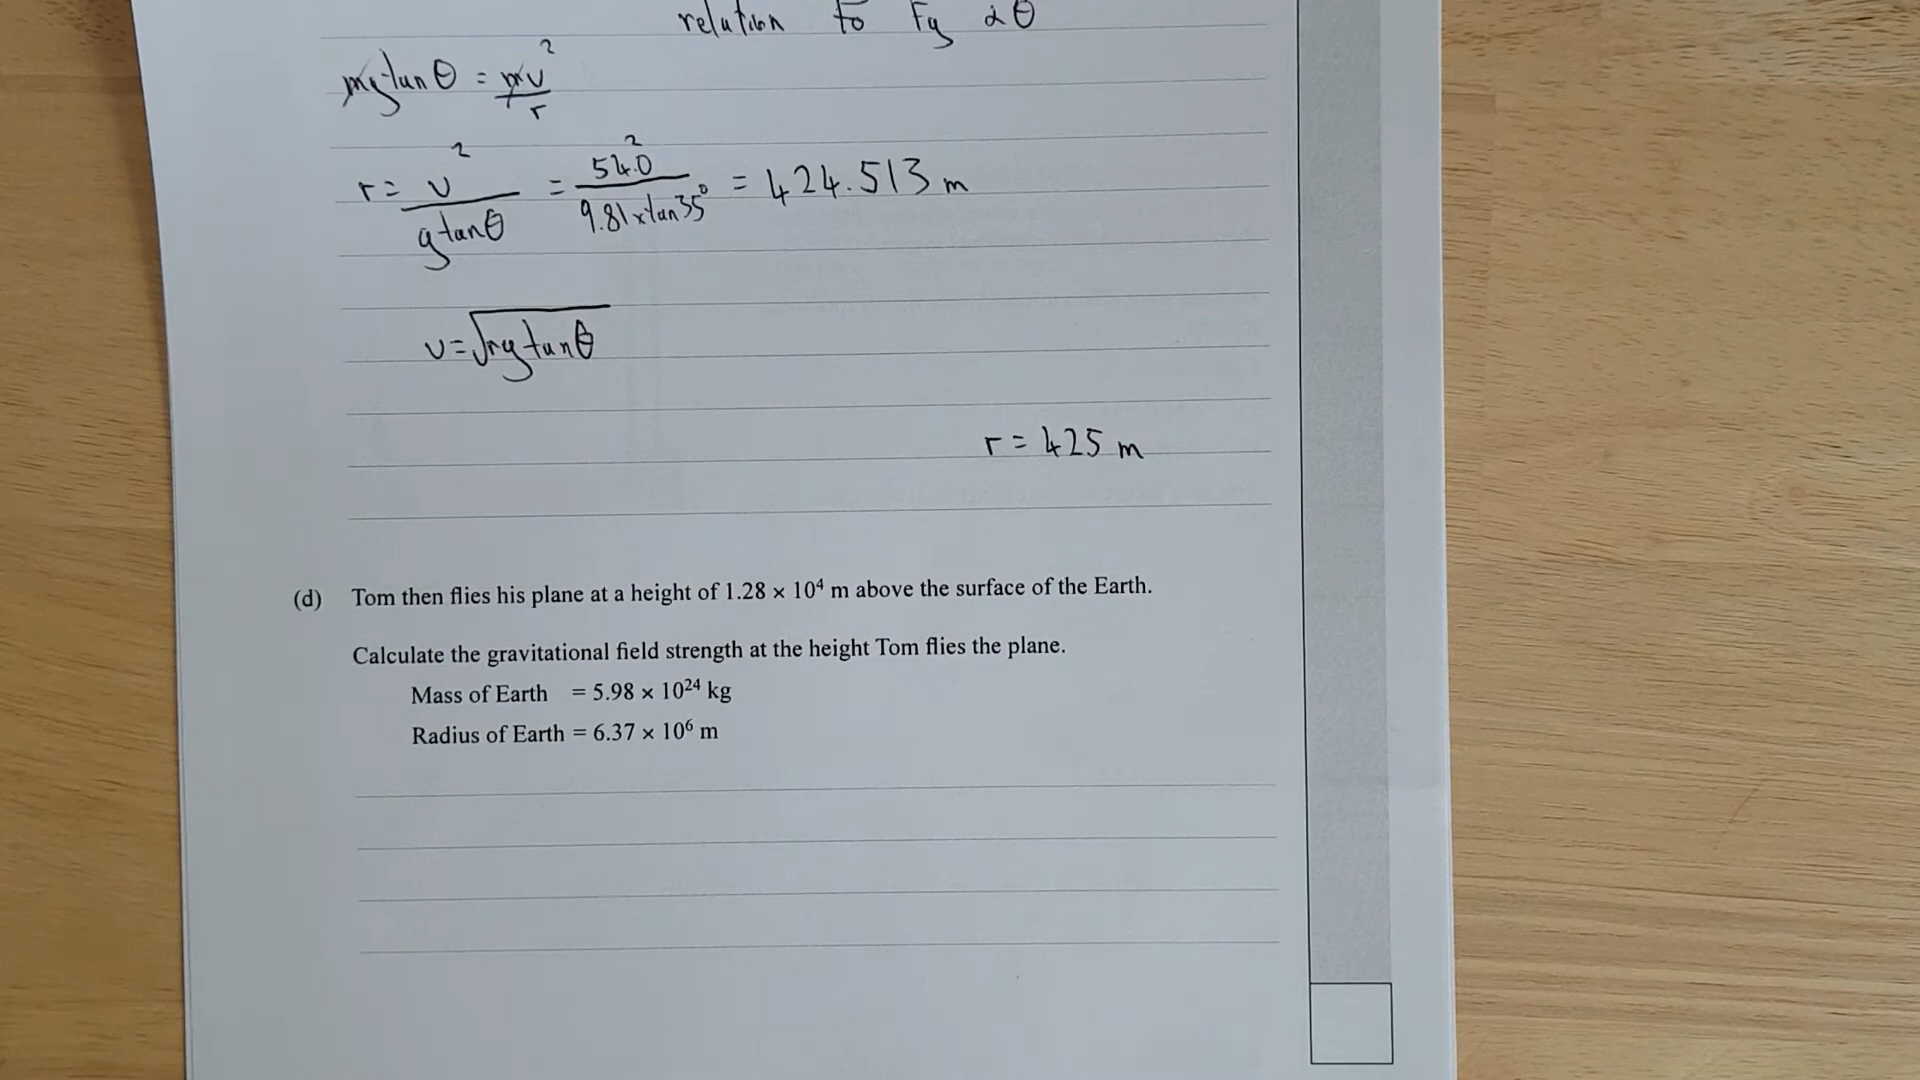 relation to Fg & θ
mg tan θ = mv²/r
r = v²/(g tan θ) = 54.0²/(9.81 × tan 35°) = 424.513 m
v = √(rg tan θ)
r = 425 m
(d) Tom then flies his plane at a height of 1.28 × 10⁴ m above the surface of the Earth.
Calculate the gravitational field strength at the height Tom flies the plane.
Mass of Earth = 5.98 × 10²⁴ kg
Radius of Earth = 6.37 × 10⁶ m